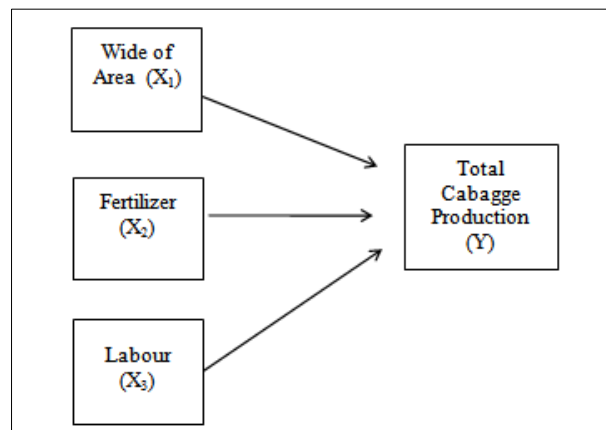 Wide of
Area (X₁)
Fertilizer
(X₂)
Labour
(X₃)
Total
Cabagge
Production
(Y)